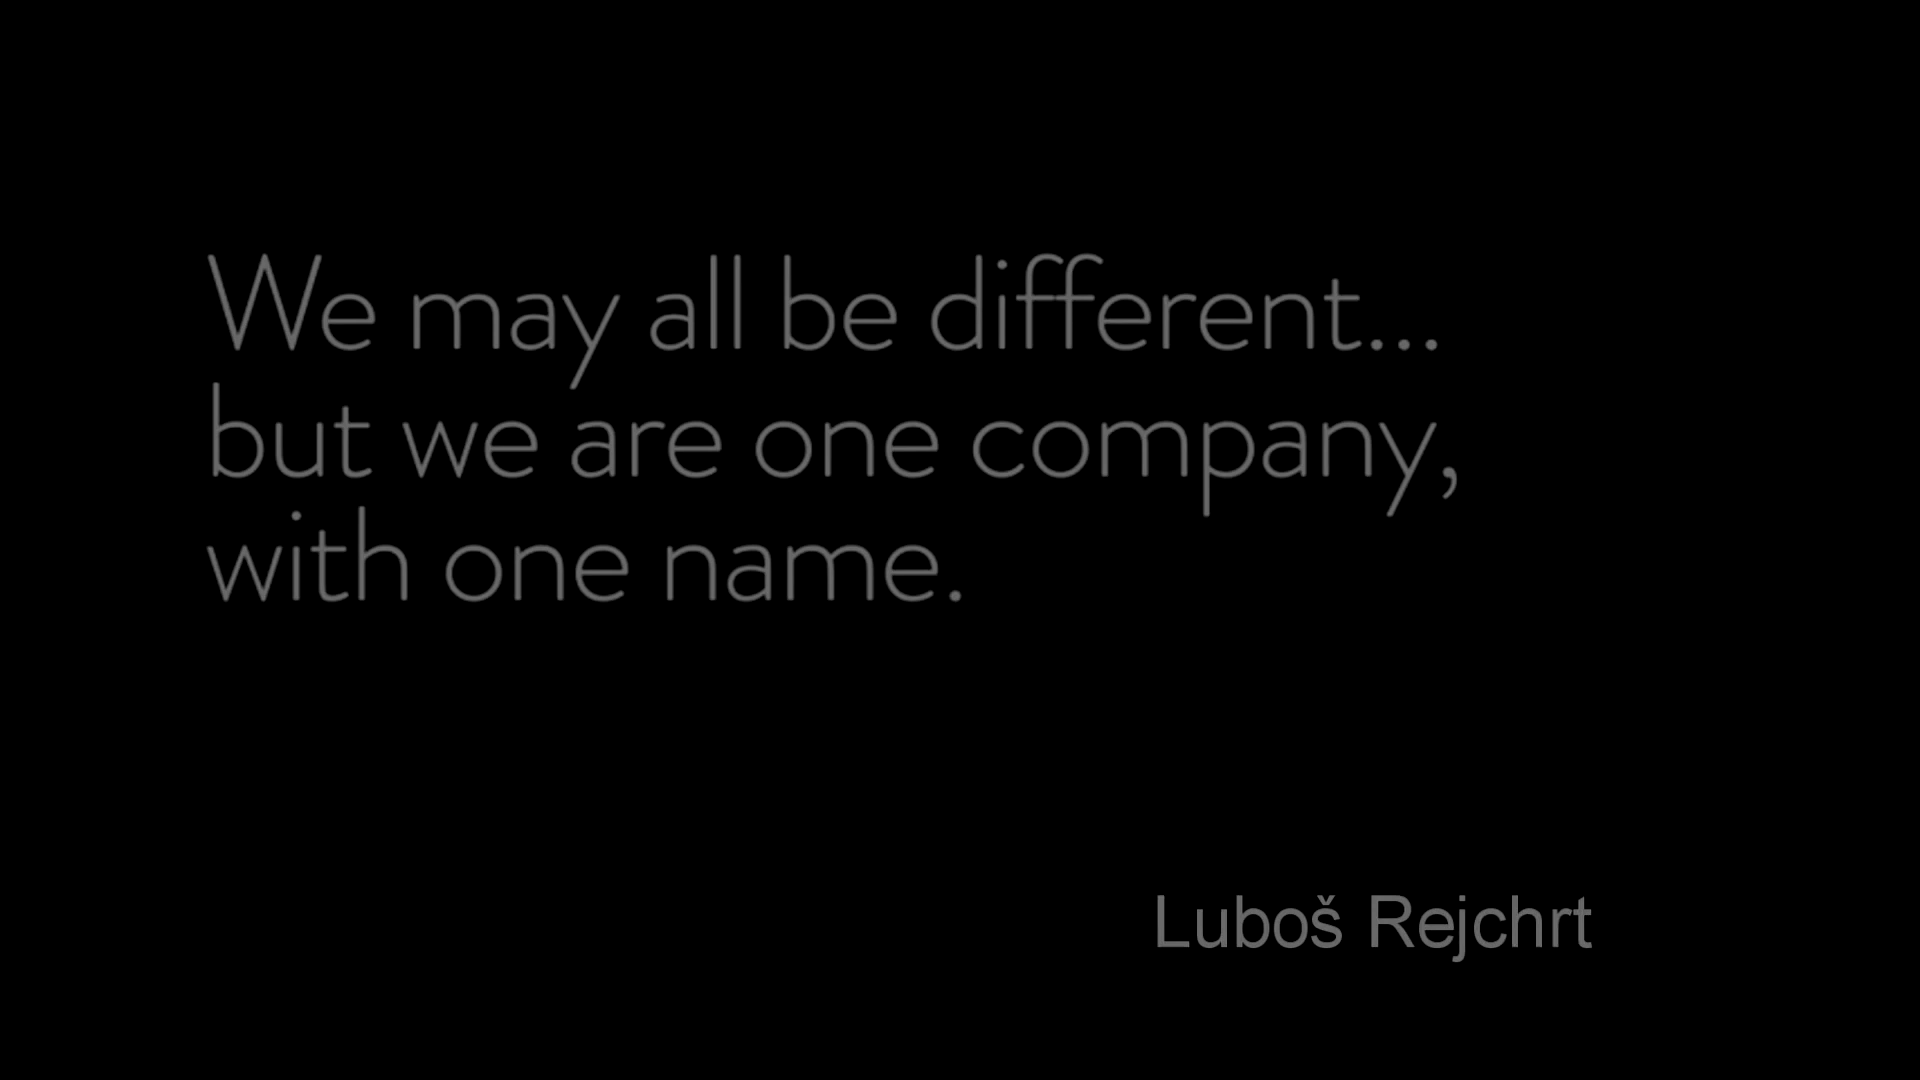 We may all be different...
but we are one company,
with one name.
Luboš Rejchrt